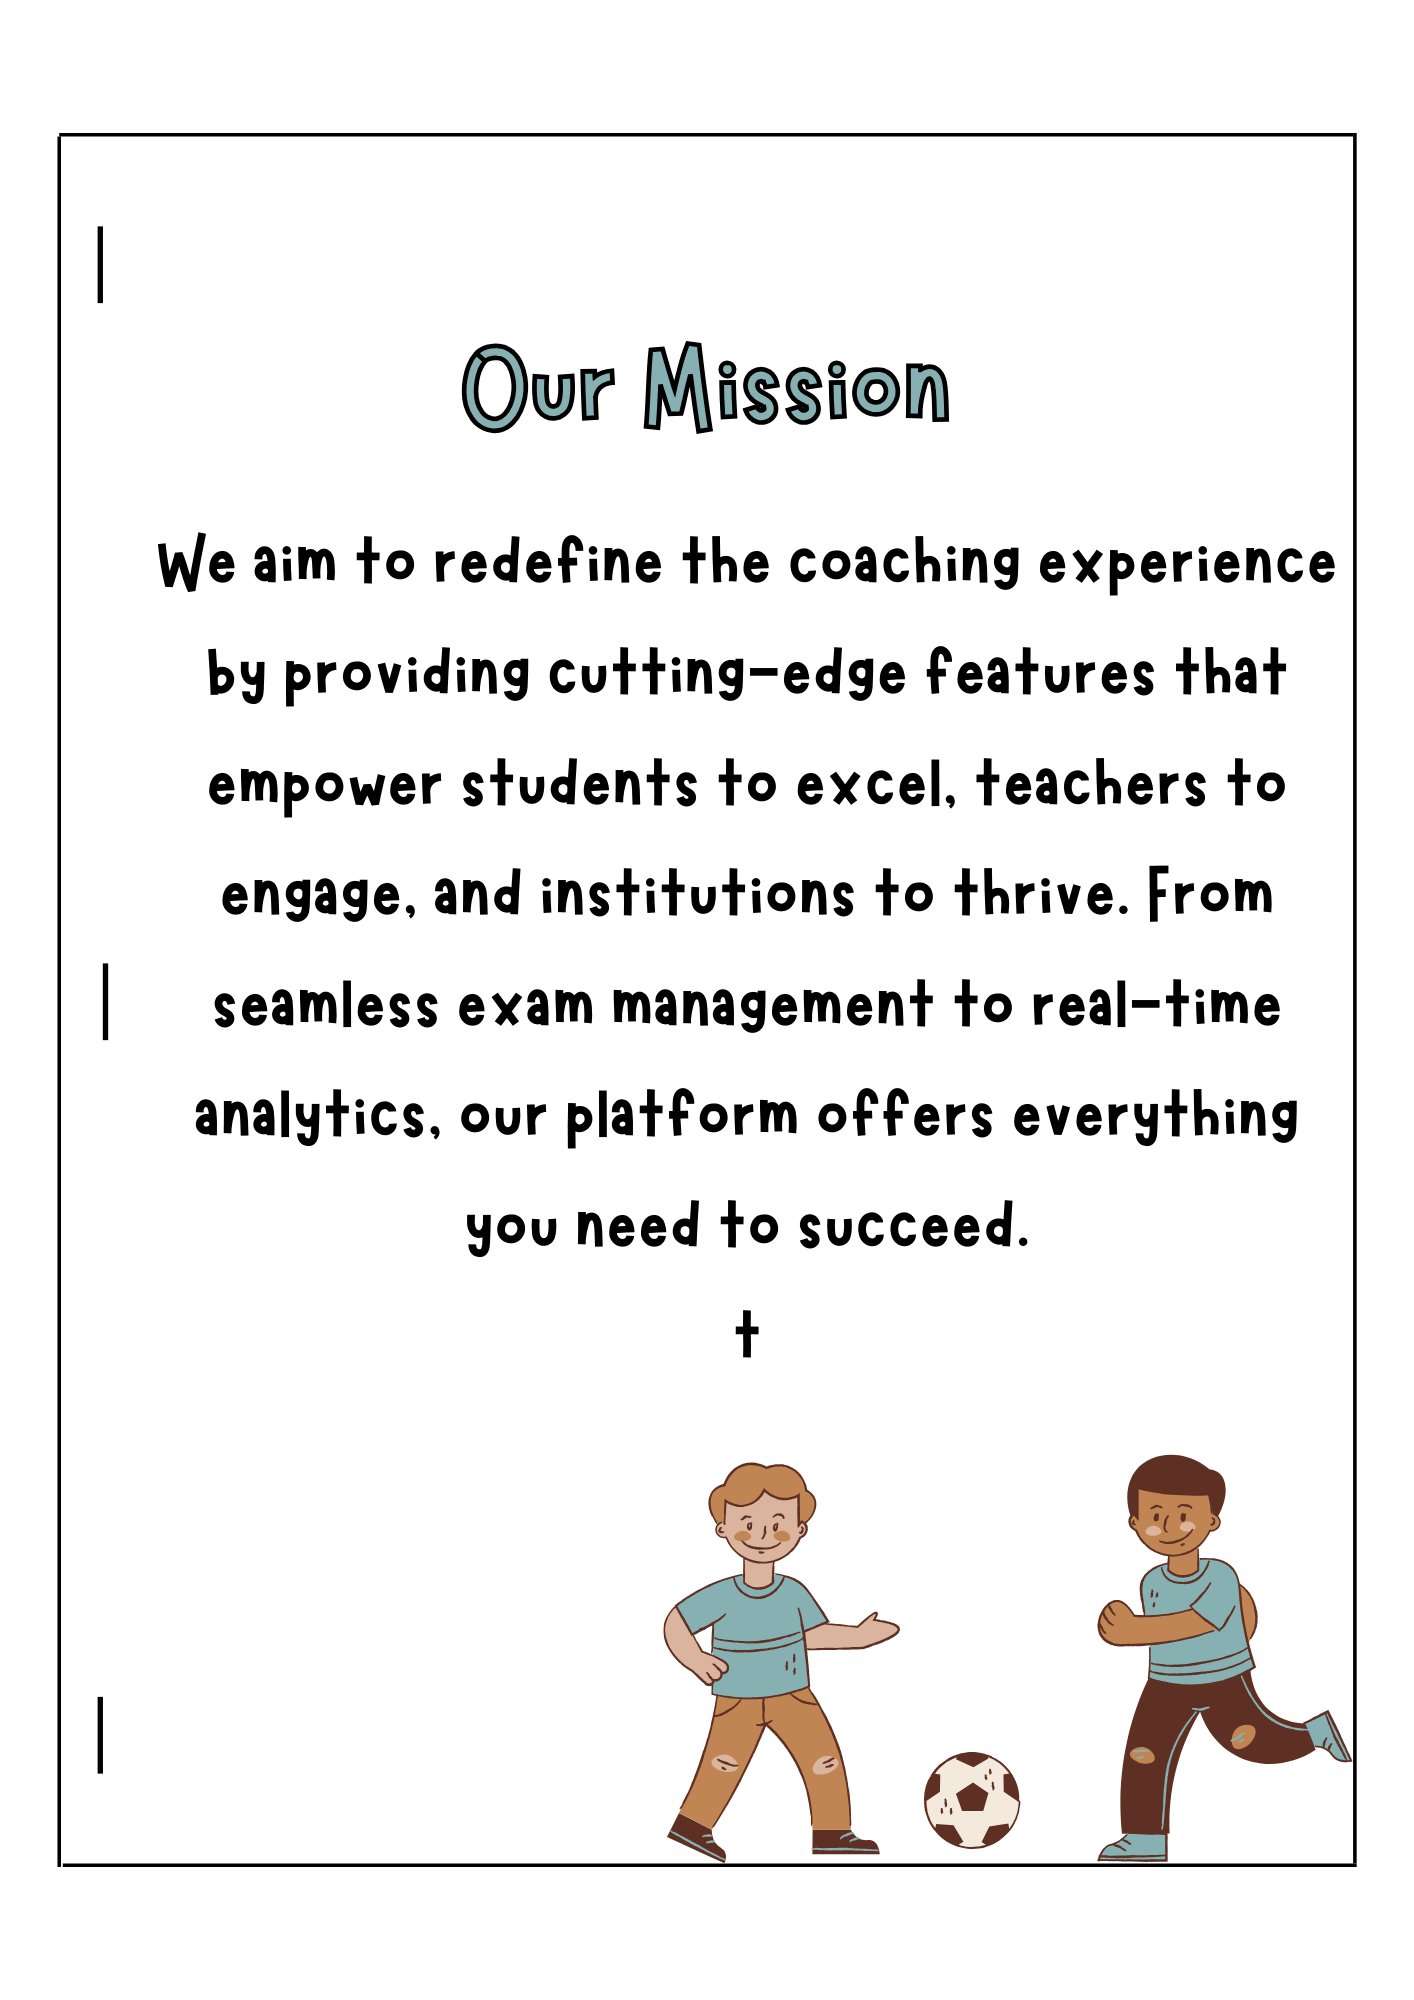 Our Mission
We aim to redefine the coaching experience
by providing cutting-edge features that
empower students to excel, teachers to
engage, and institutions to thrive. From
seamless exam management to real-time
analytics, our platform offers everything
you need to succeed.
t